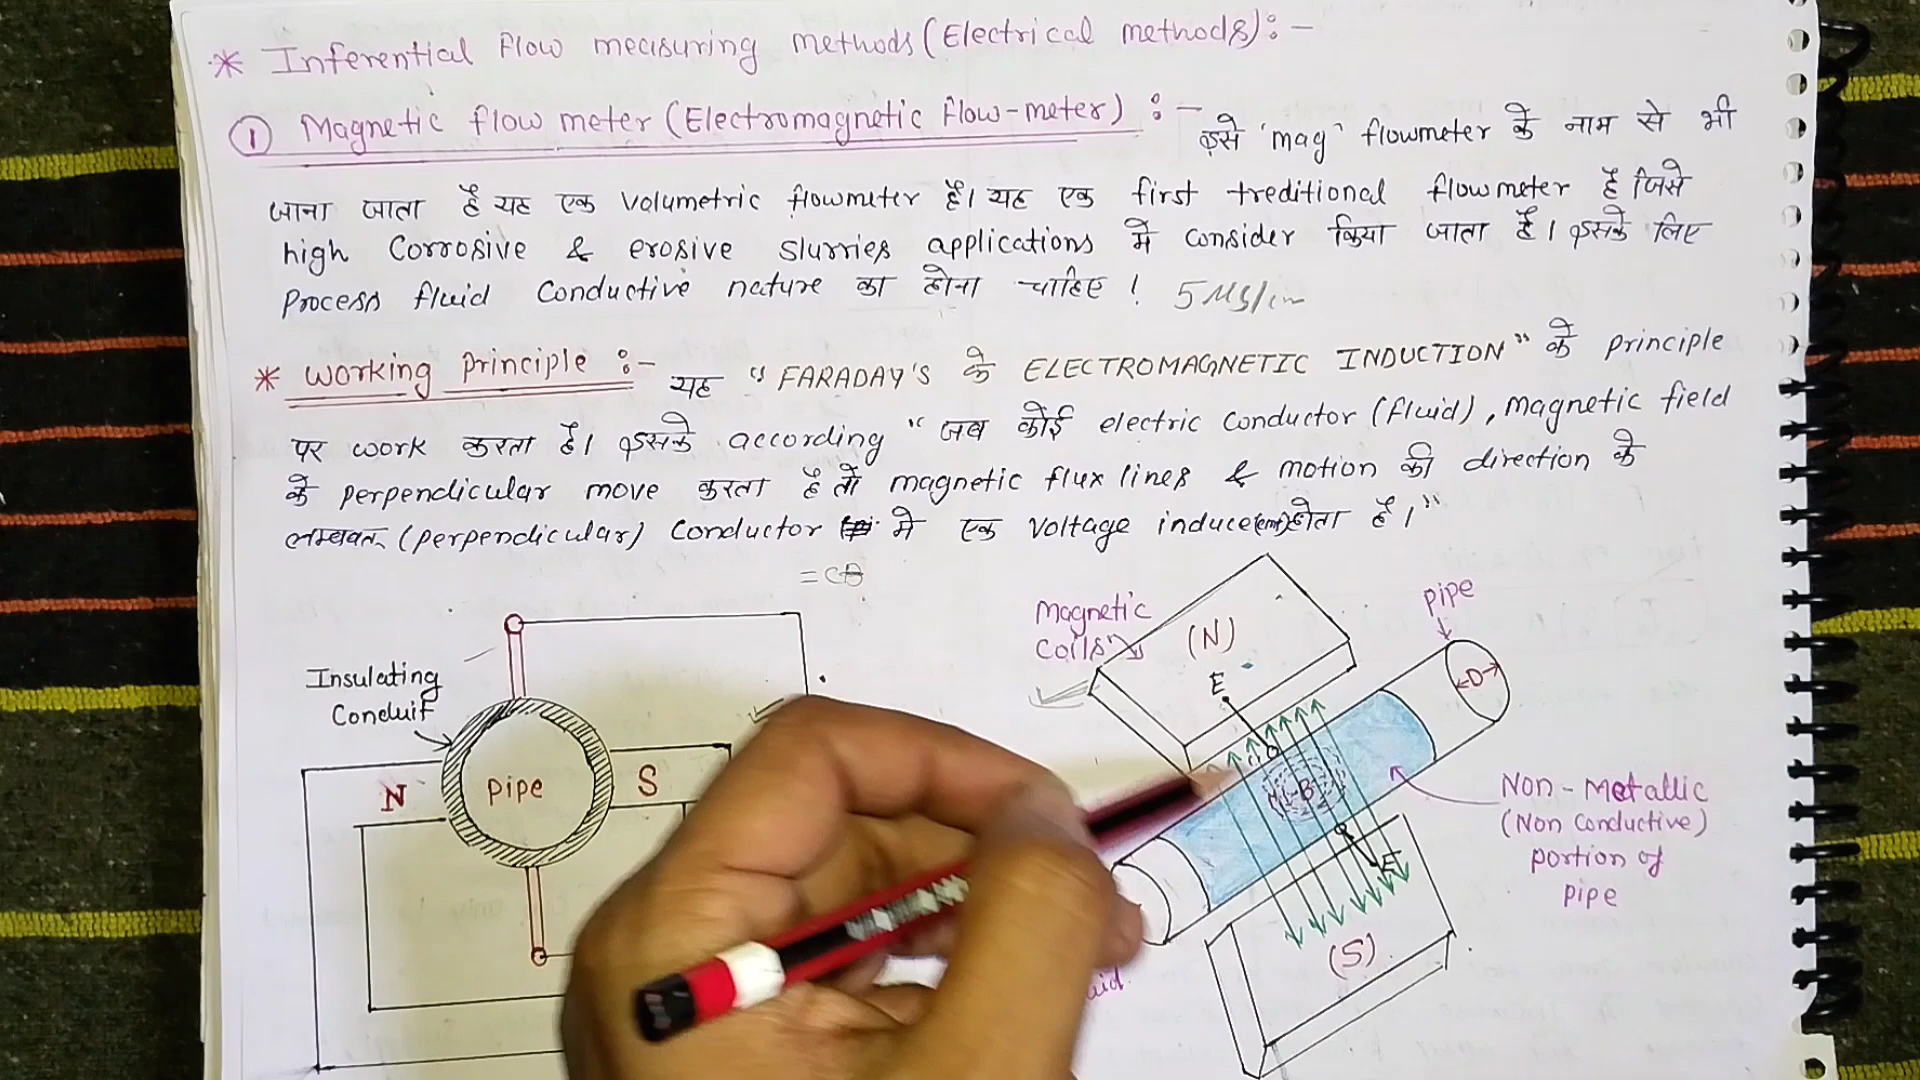 * Inferential Flow measuring methods (Electrical methods) : -
① Magnetic flow meter (Electromagnetic Flow-meter) : - इसे 'mag' flowmeter के नाम से भी
जाना जाता है यह एक volumetric flowmeter है। यह एक first treditional flowmeter है जिसे
high Corrosive & erosive slurries applications में consider किया जाता है। इसके लिए
Process fluid conductive nature का होना चाहिए ! 5 µs/cm
* Working Principle : - यह "FARADAY'S के ELECTROMAGNETIC INDUCTION" के principle
पर work करता है। इसके according "जब कोई electric conductor (fluid), magnetic field
के perpendicular move करता है तो magnetic flux lines & motion की direction के
लम्बवत (perpendicular) conductor में एक voltage induce (emf) होता है।"
Insulating
Conduit
N
Pipe
S
Magnetic
Coils
(N)
E
pipe
D
B
E
Non-Metallic
(Non Conductive)
portion of
pipe
(S)